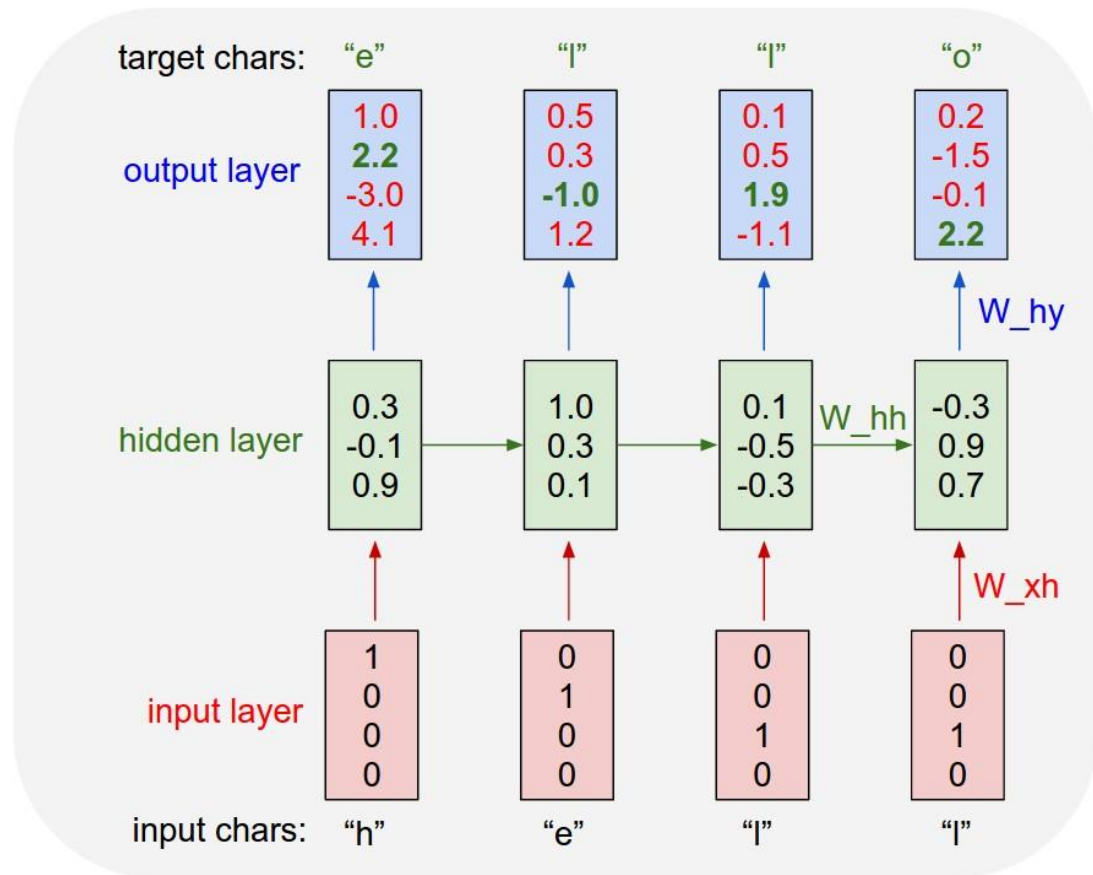 target chars: “e” “l” “l” “o”
output layer
1.0 0.5 0.1 0.2
2.2 0.3 0.5 -1.5
-3.0 -1.0 1.9 -0.1
4.1 1.2 -1.1 2.2
W_hy
hidden layer
0.3 1.0 0.1 -0.3
-0.1 0.3 -0.5 W_hh 0.9
0.9 0.1 -0.3 0.7
W_xh
input layer
1 0 0 0
0 1 0 0
0 0 1 1
0 0 0 0
input chars: “h” “e” “l” “l”